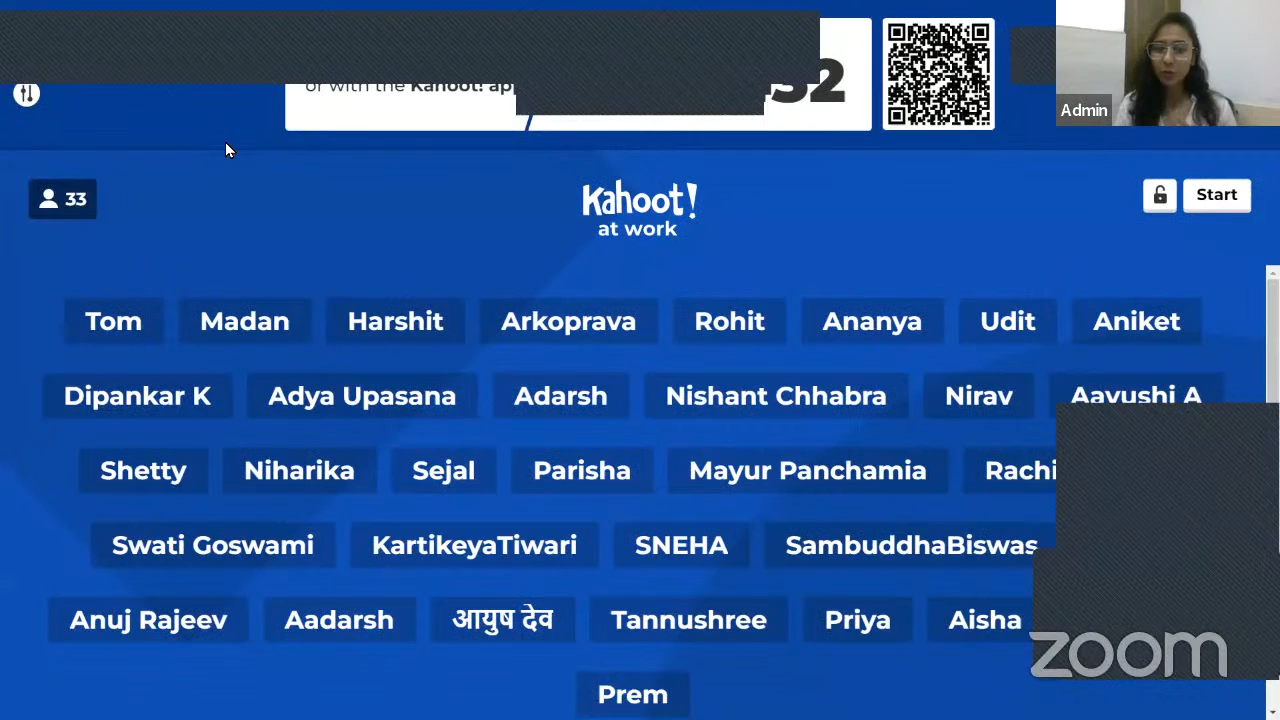 or with the Kahoot! app
32
Admin
33
Kahoot!
at work
Start
Tom Madan Harshit Arkoprava Rohit Ananya Udit Aniket
Dipankar K Adya Upasana Adarsh Nishant Chhabra Nirav Aayushi A
Shetty Niharika Sejal Parisha Mayur Panchamia
Swati Goswami KartikeyaTiwari SNEHA SambuddhaBiswas
Anuj Rajeev Aadarsh आयुष देव Tannushree Priya Aisha
zoom
Prem